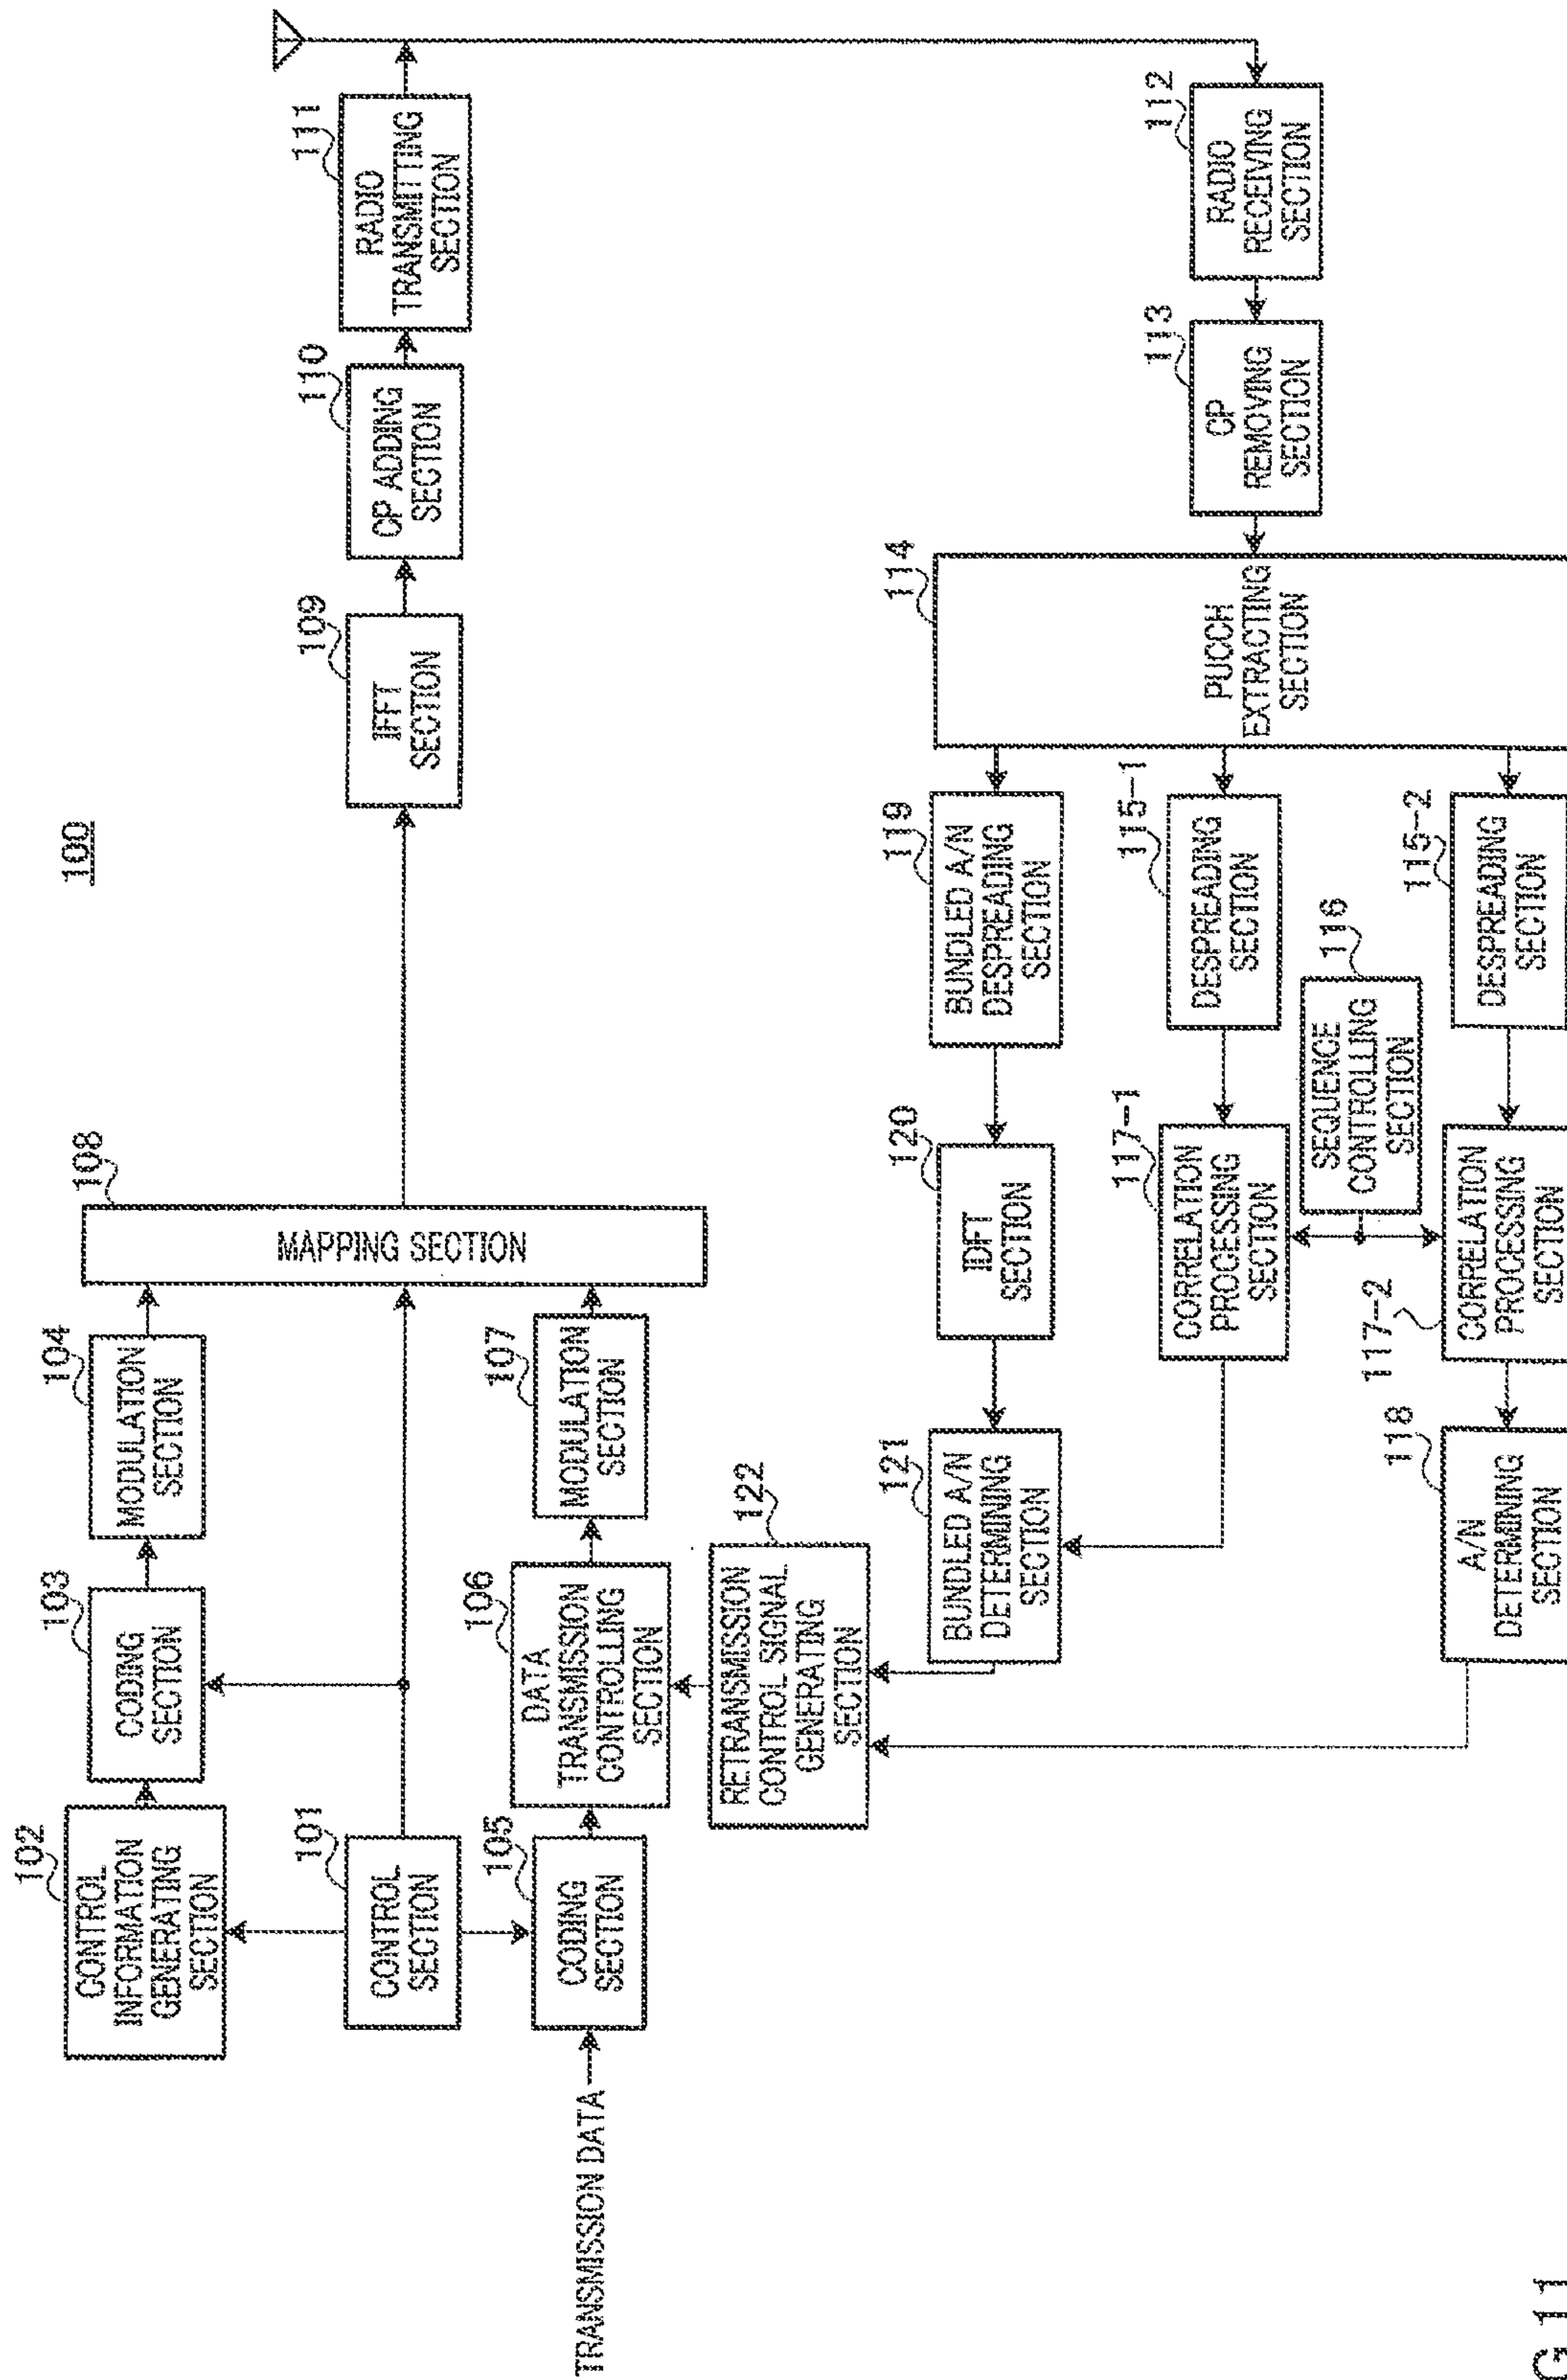 100
102
CONTROL
INFORMATION
GENERATING
SECTION
103
CODING
SECTION
104
MODULATION
SECTION
108
MAPPING SECTION
109
IFFT
SECTION
110
CP ADDING
SECTION
111
RADIO
TRANSMITTING
SECTION
101
CONTROL
SECTION
TRANSMISSION DATA
105
CODING
SECTION
106
DATA
TRANSMISSION
CONTROLLING
SECTION
107
MODULATION
SECTION
122
RETRANSMISSION
CONTROL SIGNAL
GENERATING
SECTION
121
BUNDLED A/N
DETERMINING
SECTION
120
IDFT
SECTION
119
BUNDLED A/N
DESPREADING
SECTION
114
PUCCH
EXTRACTING
SECTION
113
CP
REMOVING
SECTION
112
RADIO
RECEIVING
SECTION
117-1
CORRELATION
PROCESSING
SECTION
115-1
DESPREADING
SECTION
116
SEQUENCE
CONTROLLING
SECTION
118
A/N
DETERMINING
SECTION
117-2
CORRELATION
PROCESSING
SECTION
115-2
DESPREADING
SECTION
G.11